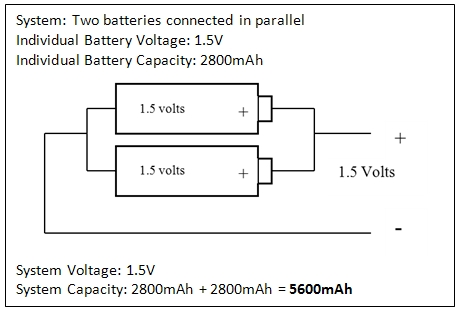 System: Two batteries connected in parallel
Individual Battery Voltage: 1.5V
Individual Battery Capacity: 2800mAh
1.5 volts +
+
1.5 volts +
1.5 Volts
-
System Voltage: 1.5V
System Capacity: 2800mAh + 2800mAh = 5600mAh